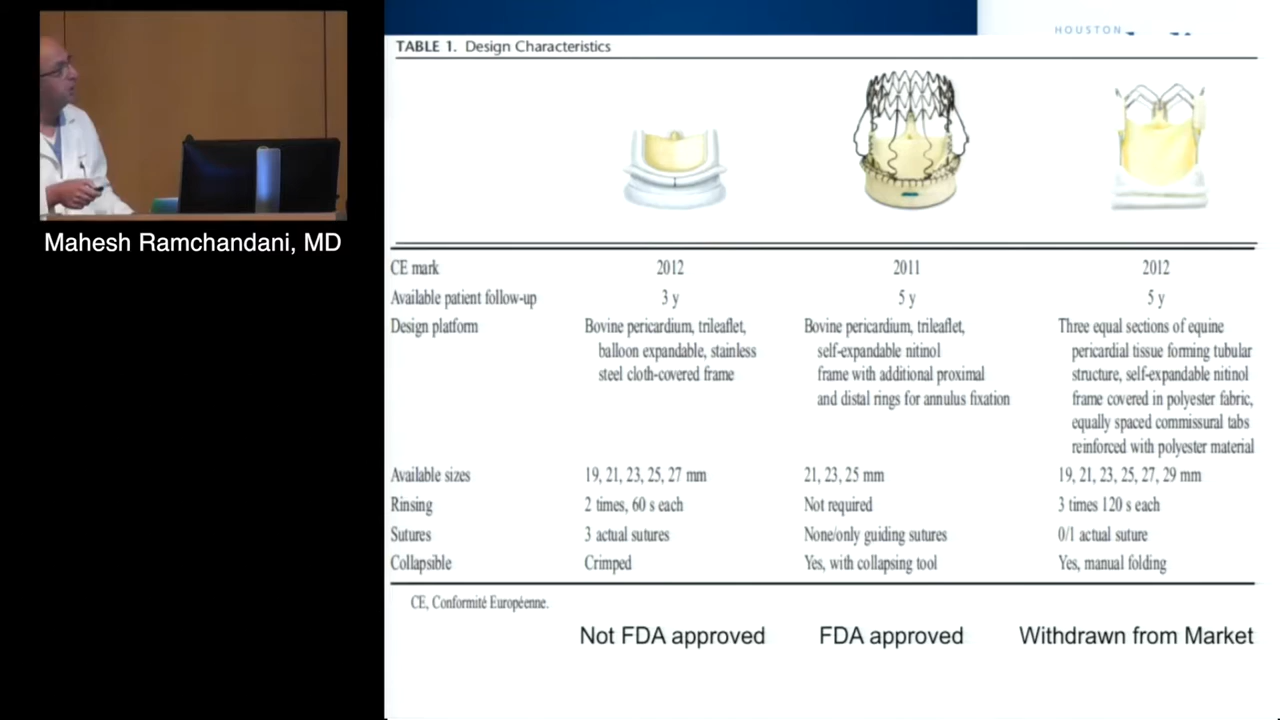 HOUSTON
TABLE 1. Design Characteristics
Mahesh Ramchandani, MD
CE mark 2012 2011 2012
Available patient follow-up 3 y 5 y 5 y
Design platform Bovine pericardium, trileaflet, Bovine pericardium, trileaflet, Three equal sections of equine
balloon expandable, stainless self-expandable nitinol pericardial tissue forming tubular
steel cloth-covered frame frame with additional proximal structure, self-expandable nitinol
and distal rings for annulus fixation frame covered in polyester fabric,
equally spaced commissural tabs
reinforced with polyester material
Available sizes 19, 21, 23, 25, 27 mm 21, 23, 25 mm 19, 21, 23, 25, 27, 29 mm
Rinsing 2 times, 60 s each Not required 3 times 120 s each
Sutures 3 actual sutures None/only guiding sutures 0/1 actual suture
Collapsible Crimped Yes, with collapsing tool Yes, manual folding
CE, Conformité Européenne.
Not FDA approved FDA approved Withdrawn from Market